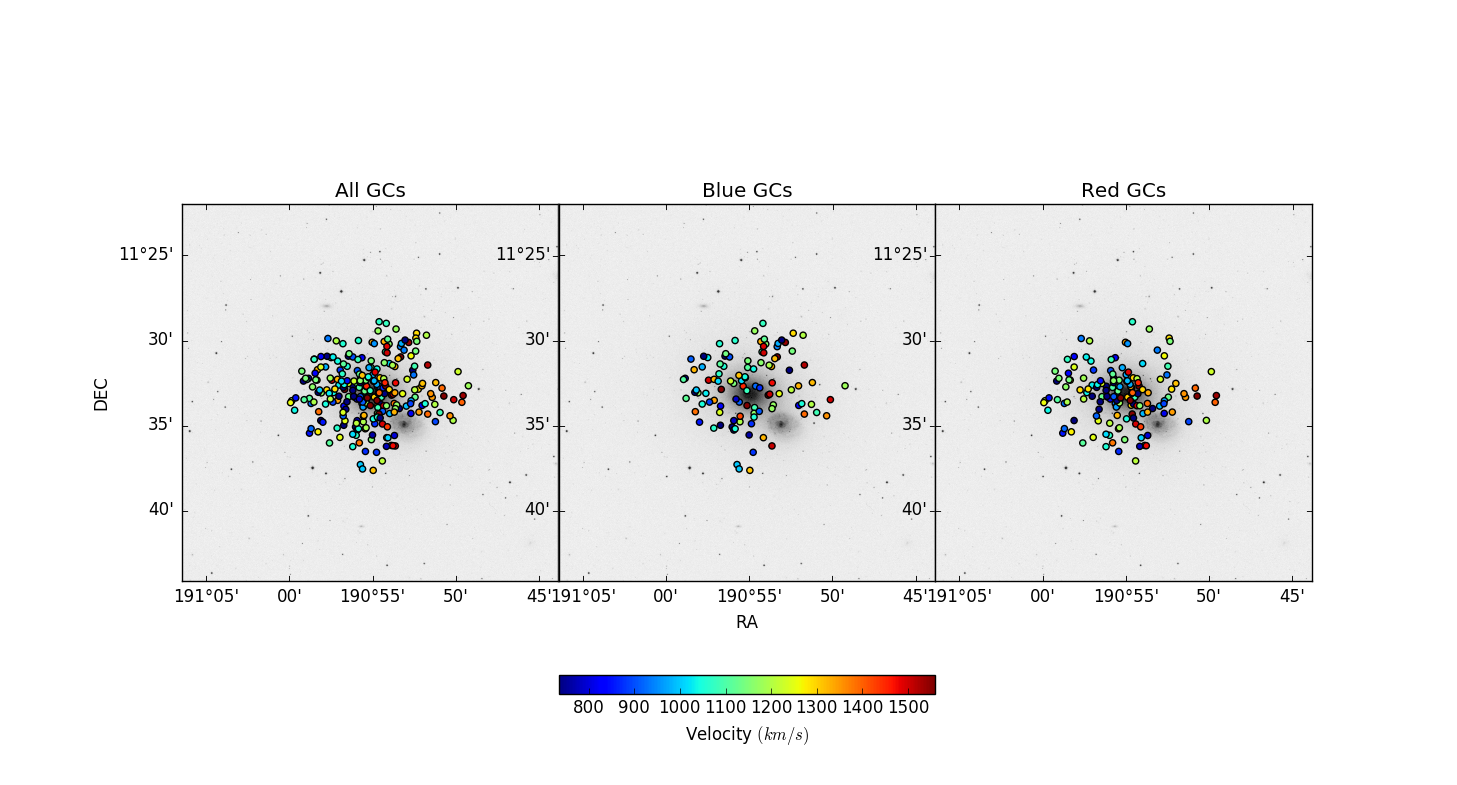 All GCs Blue GCs Red GCs
11°25' 11°25' 11°25'
30' 30' 30'
DEC
35' 35' 35'
40' 40' 40'
191°05' 00' 190°55' 50' 45' 191°05' 00' 190°55' 50' 45' 191°05' 00' 190°55' 50' 45'
RA
800 900 1000 1100 1200 1300 1400 1500
Velocity (km/s)